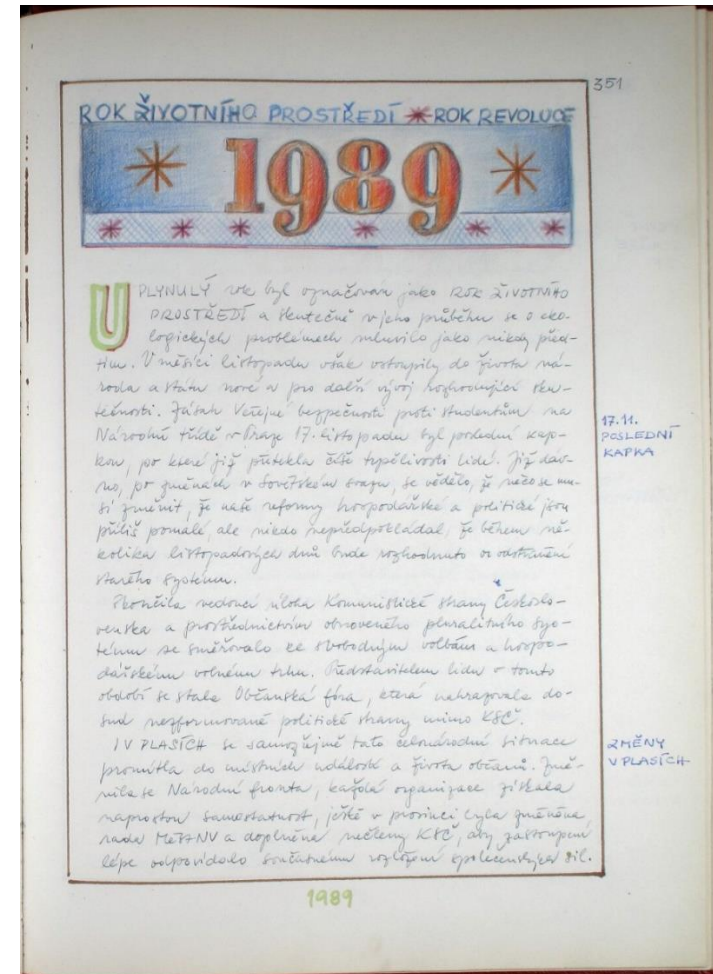 351
ROK ŽIVOTNÍHO PROSTŘEDÍ * ROK REVOLUCE
1989
UPLYNULÝ rok byl označován jako ROK ŽIVOTNÍHO
PROSTŘEDÍ a skutečně v jeho průběhu se o eko-
logických problémech mluvilo jako nikdy před-
tím. V měsíci listopadu však vstoupily do života ná-
roda a státu nové a pro další vývoj rozhodující sku-
tečnosti. Zásah Veřejné bezpečnosti proti studentům na
Národní třídě v Praze 17. listopadu byl poslední kap-
kou, po které již přetekla číše trpělivosti lidí. Již dáv-
no, po změnách v Sovětském svazu, se vědělo, že něco se mu-
sí změnit, že naše reformy hospodářské a politické jsou
příliš pomalé, ale nikdo nepředpokládal, že během ně-
kolika listopadových dnů bude rozhodnuto o odstranění
starého systému.
17.11.
POSLEDNÍ
KAPKA
Skončila vedoucí úloha Komunistické strany Českoslo-
venska a prostřednictvím obnoveného pluralitního sys-
tému se směřovalo ke svobodným volbám a hospo-
dářskému volnému trhu. Představitelem lidu v tomto
období se stala Občanská fóra, která nahrazovala do-
sud nezformované politické strany mimo KSČ.
I V PLASÍCH se samozřejmě tato celonárodní situace
promítla do místních událostí a života občanů. Změ-
nila se Národní fronta, každá organizace získala
naprostou samostatnost, ještě v prosinci byla změněna
rada MěstNV a doplněna nečleny KSČ, aby zastoupení
lépe odpovídalo současnému rozložení společenských sil.
ZMĚNY
V PLASÍCH
1989